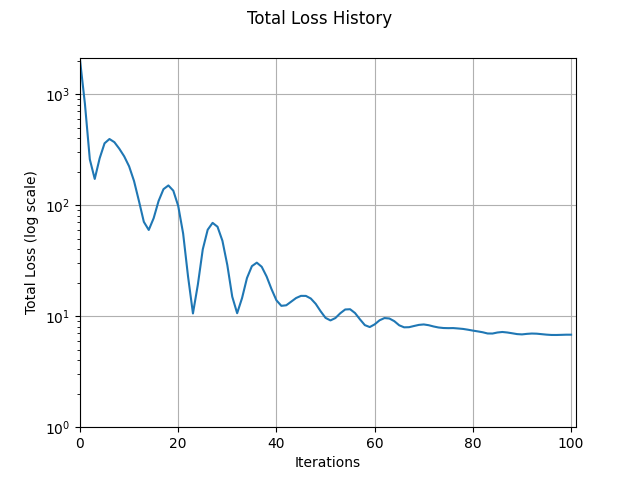 Total Loss History
Total Loss (log scale)
10³
10²
10¹
10⁰
0 20 40 60 80 100
Iterations